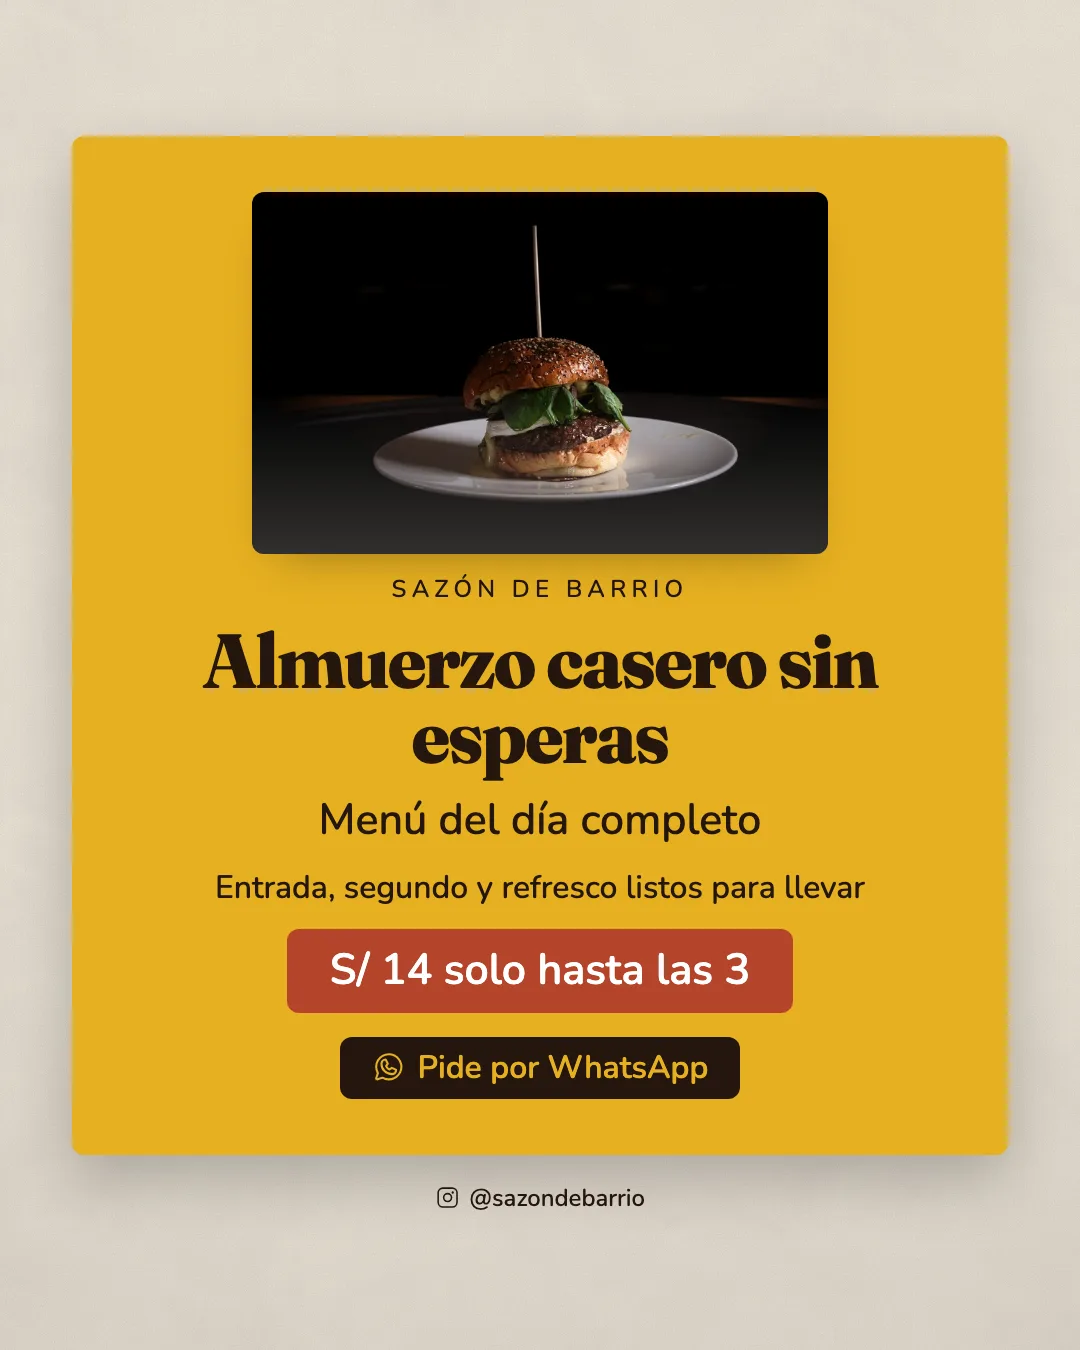 SAZÓN DE BARRIO
Almuerzo casero sin
esperas
Menú del día completo
Entrada, segundo y refresco listos para llevar
S/ 14 solo hasta las 3
Pide por WhatsApp
@sazondebarrio